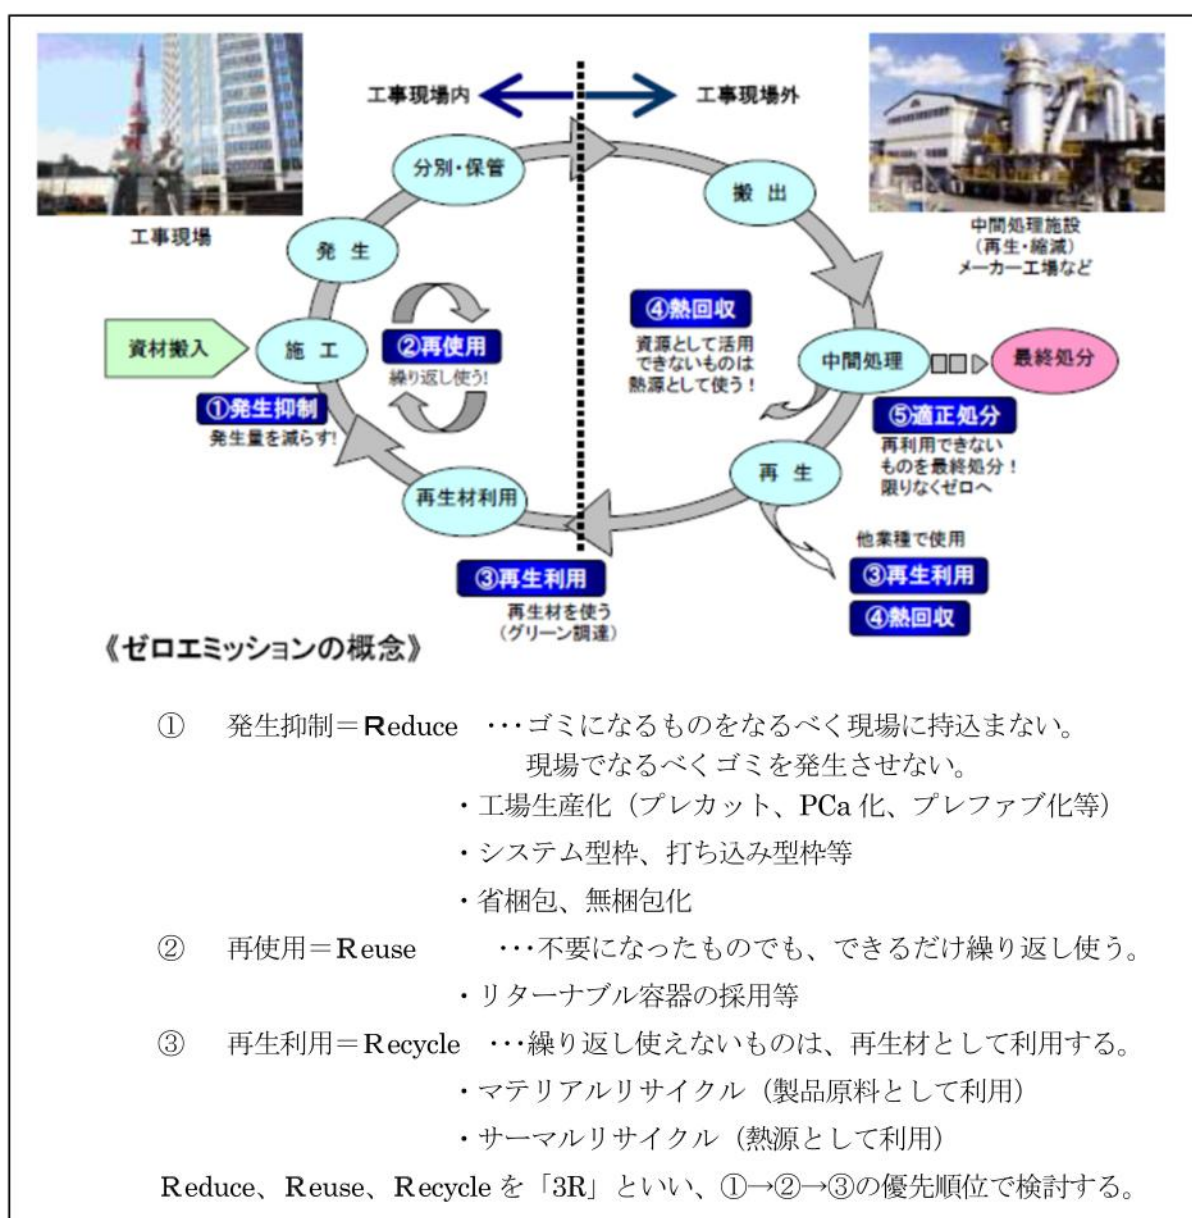 工事現場内
工事現場外
分別・保管
搬 出
工事現場
中間処理施設
(再生・縮減)
メーカー工場など
発 生
④熱回収
資源として活用
できないものは
熱源として使う！
資材搬入
施 工
②再使用
繰り返し使う!
中間処理
最終処分
①発生抑制
発生量を減らす!
⑤適正処分
再利用できない
ものを最終処分！
限りなくゼロへ
再 生
再生材利用
他業種で使用
③再生利用
④熱回収
③再生利用
再生材を使う
(グリーン調達)
《ゼロエミッションの概念》
① 発生抑制＝Reduce …ゴミになるものをなるべく現場に持込まない。
現場でなるべくゴミを発生させない。
・工場生産化（プレカット、PCa 化、プレファブ化等）
・システム型枠、打ち込み型枠等
・省梱包、無梱包化
② 再使用＝Reuse …不要になったものでも、できるだけ繰り返し使う。
・リターナブル容器の採用等
③ 再生利用＝Recycle …繰り返し使えないものは、再生材として利用する。
・マテリアルリサイクル（製品原料として利用）
・サーマルリサイクル（熱源として利用）
Reduce、Reuse、Recycle を「3R」といい、①→②→③の優先順位で検討する。